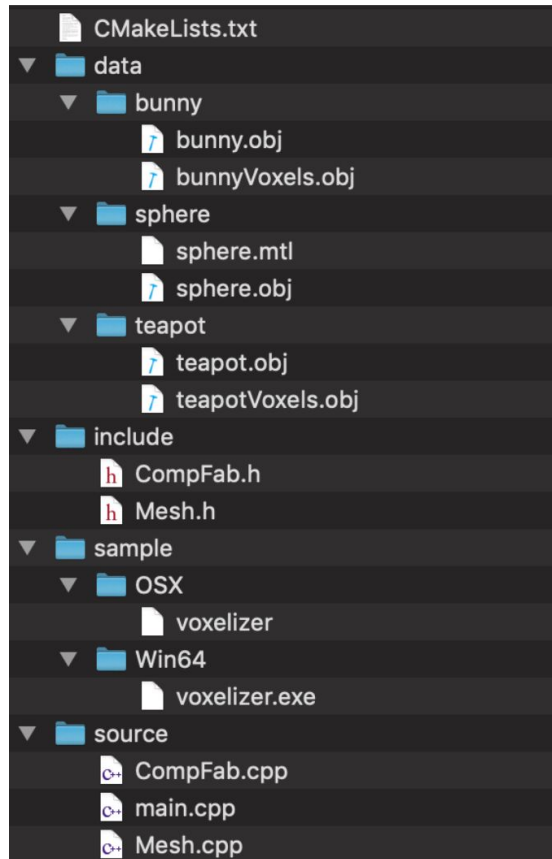 CMakeLists.txt
data
bunny
bunny.obj
bunnyVoxels.obj
sphere
sphere.mtl
sphere.obj
teapot
teapot.obj
teapotVoxels.obj
include
h CompFab.h
h Mesh.h
sample
OSX
voxelizer
Win64
voxelizer.exe
source
C++ CompFab.cpp
C++ main.cpp
C++ Mesh.cpp